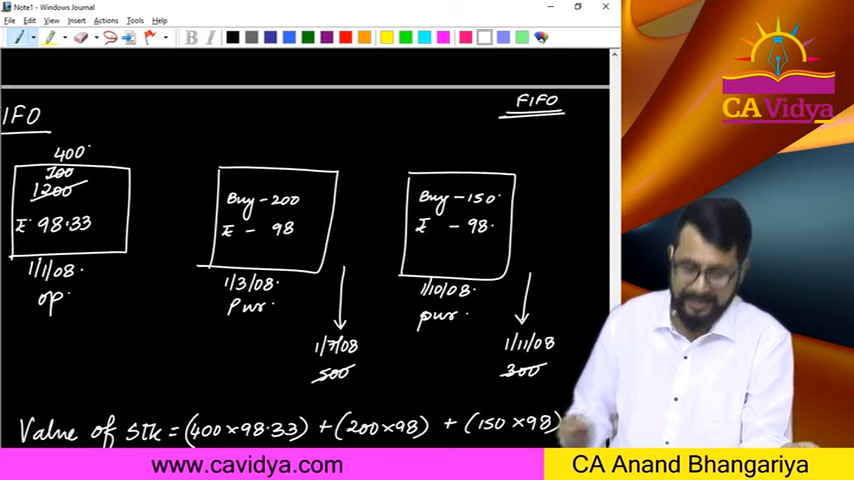 Note1 - Windows Journal
File Edit View Insert Actions Tools Help
B I
CA Vidya
IFO
FIFO
400
700
1200
I 98.33
1/1/08.
op.
Buy - 200
I - 98
1/3/08.
Pur.
1/7/08
500
Buy - 150.
I - 98.
1/10/08.
pur.
1/11/08
300
Value of Stk = (400 × 98.33) + (200 × 98) + (150 × 98)
www.cavidya.com
CA Anand Bhangariya